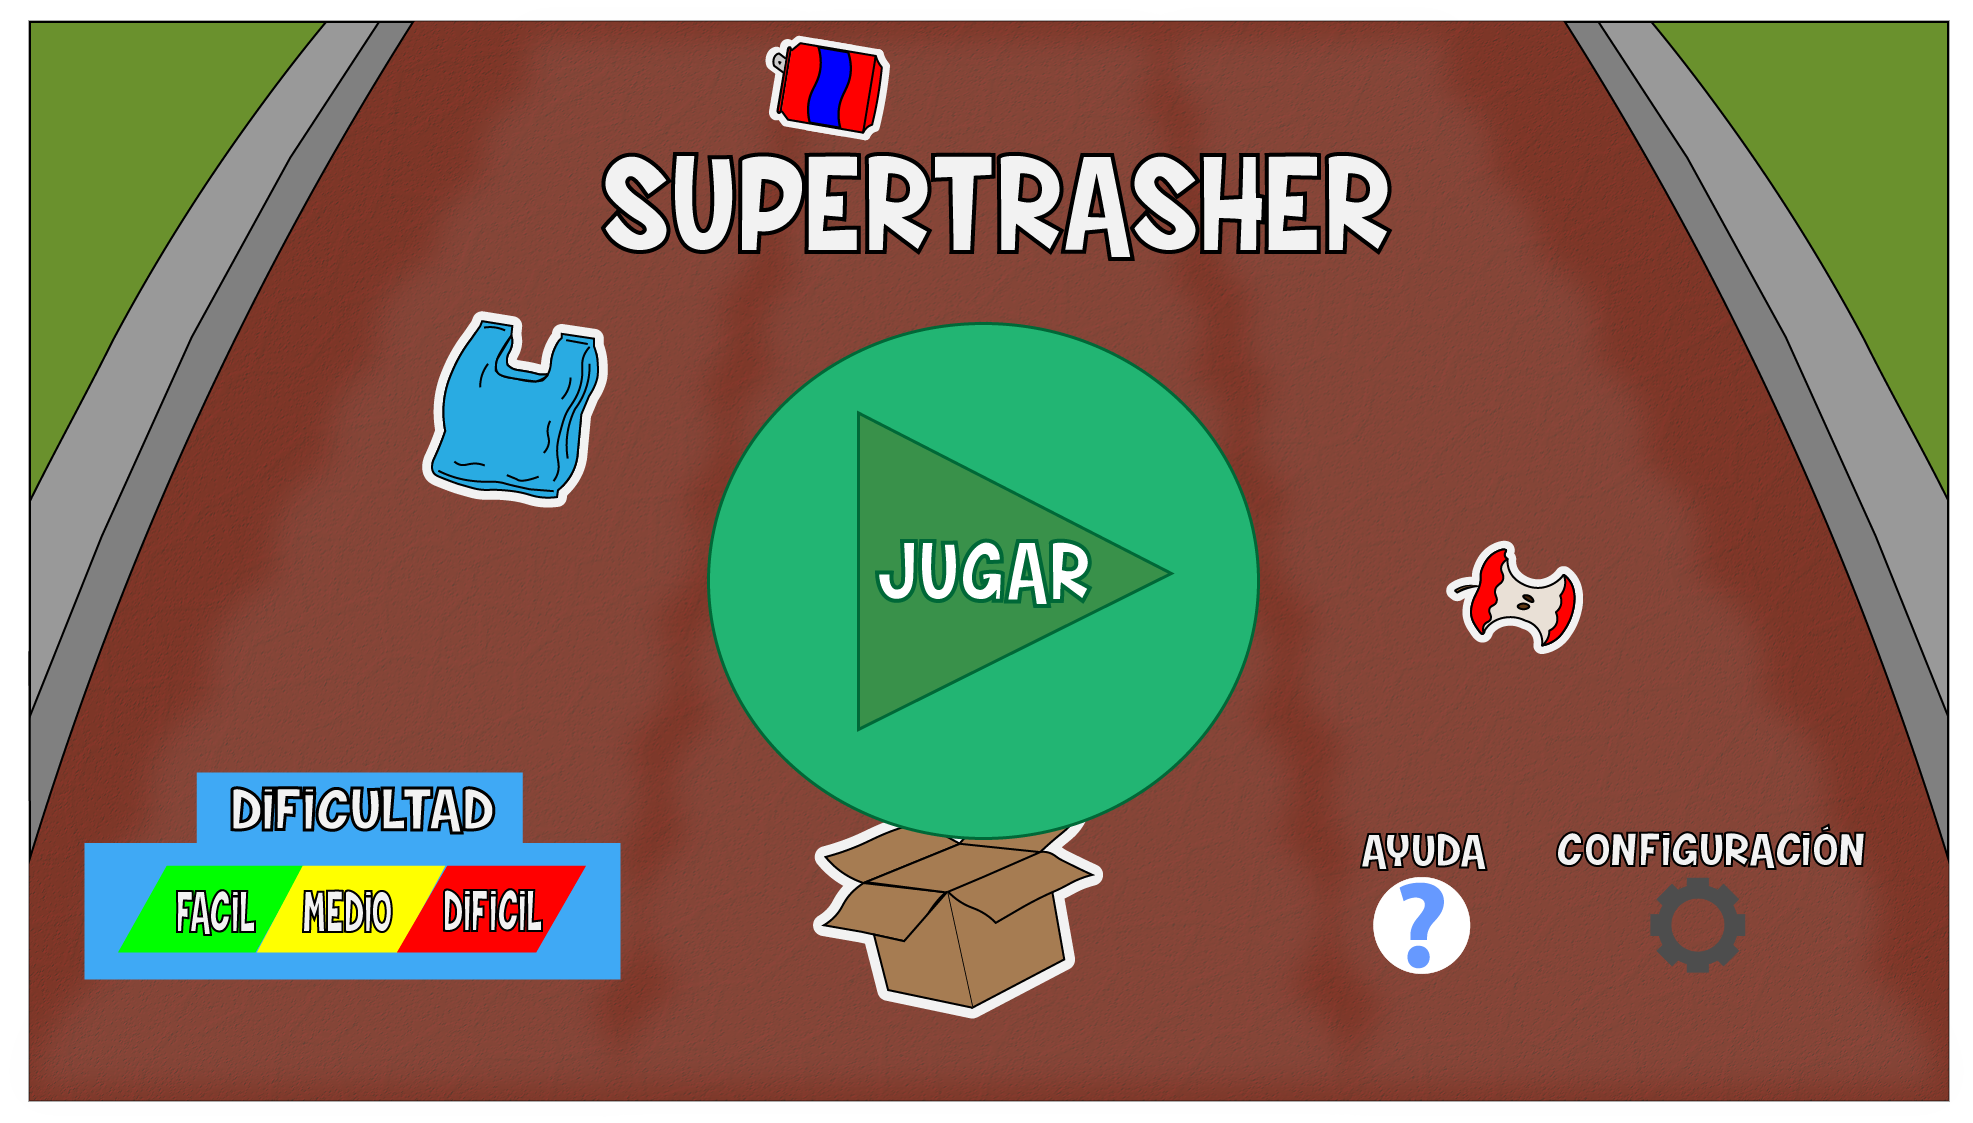 SUPERTRASHER
JUGAR
DIFICULTAD
FACIL MEDIO DIFICIL
AYUDA CONFIGURACIÓN
?